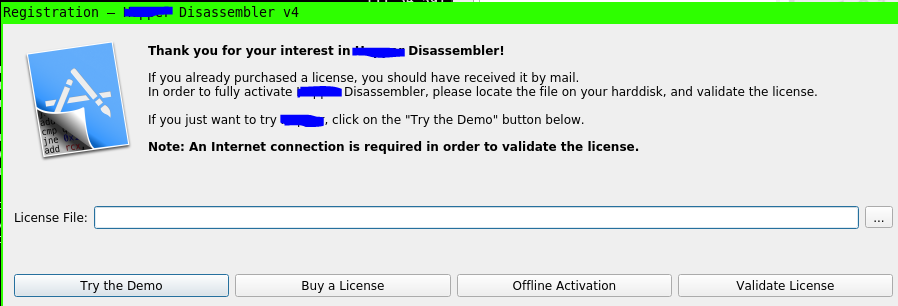 Registration — Disassembler v4
Thank you for your interest in Disassembler!
If you already purchased a license, you should have received it by mail.
In order to fully activate Disassembler, please locate the file on your harddisk, and validate the license.
If you just want to try , click on the "Try the Demo" button below.
Note: An Internet connection is required in order to validate the license.
cmp
jne
add
License File:
...
Try the Demo
Buy a License
Offline Activation
Validate License